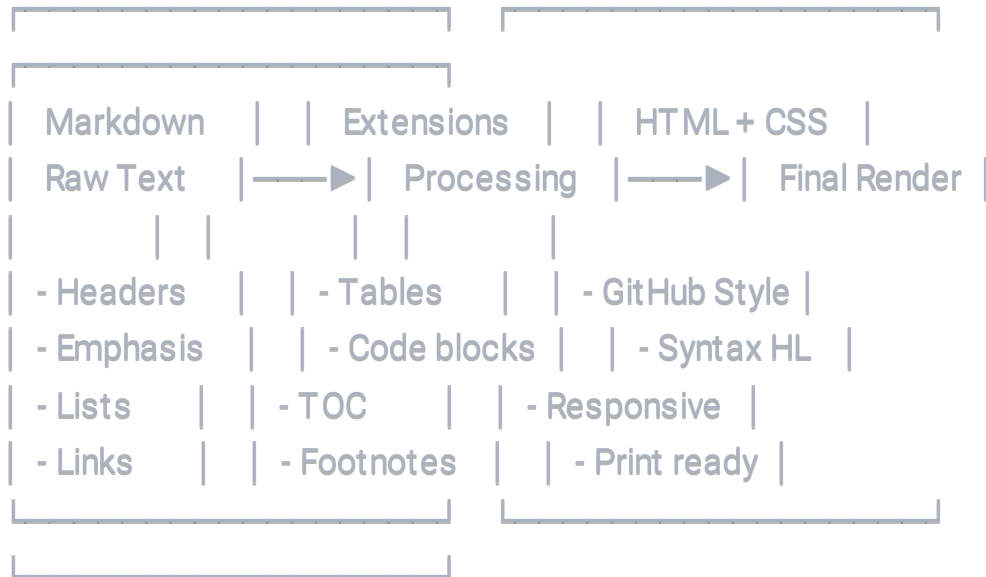 Markdown Extensions HTML + CSS
Raw Text Processing Final Render
- Headers - Tables - GitHub Style
- Emphasis - Code blocks - Syntax HL
- Lists - TOC - Responsive
- Links - Footnotes - Print ready